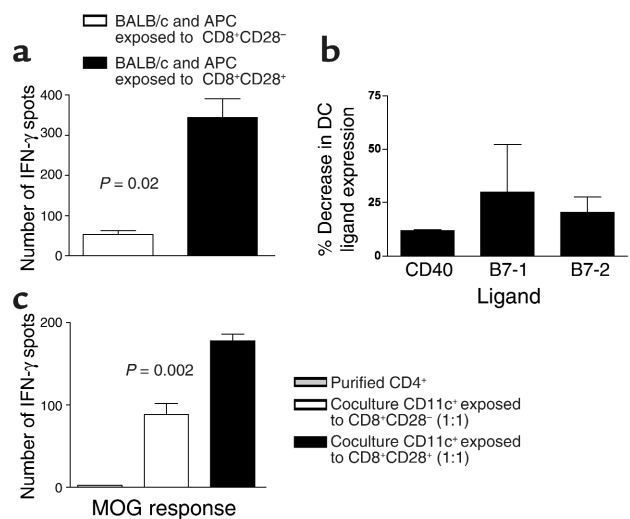 a
BALB/c and APC
exposed to CD8⁺CD28⁻
BALB/c and APC
exposed to CD8⁺CD28⁺
Number of IFN-γ spots
400
300
200
100
0
P = 0.02
b
% Decrease in DC
ligand expression
75
50
25
0
CD40 B7-1 B7-2
Ligand
c
Number of IFN-γ spots
200
100
0
P = 0.002
MOG response
Purified CD4⁺
Coculture CD11c⁺ exposed
to CD8⁺CD28⁻ (1:1)
Coculture CD11c⁺ exposed
to CD8⁺CD28⁺ (1:1)